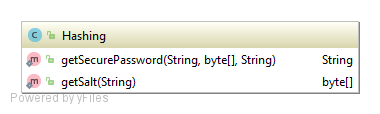 C Hashing
m getSecurePassword(String, byte[], String) String
m getSalt(String) byte[]
Powered by yFiles